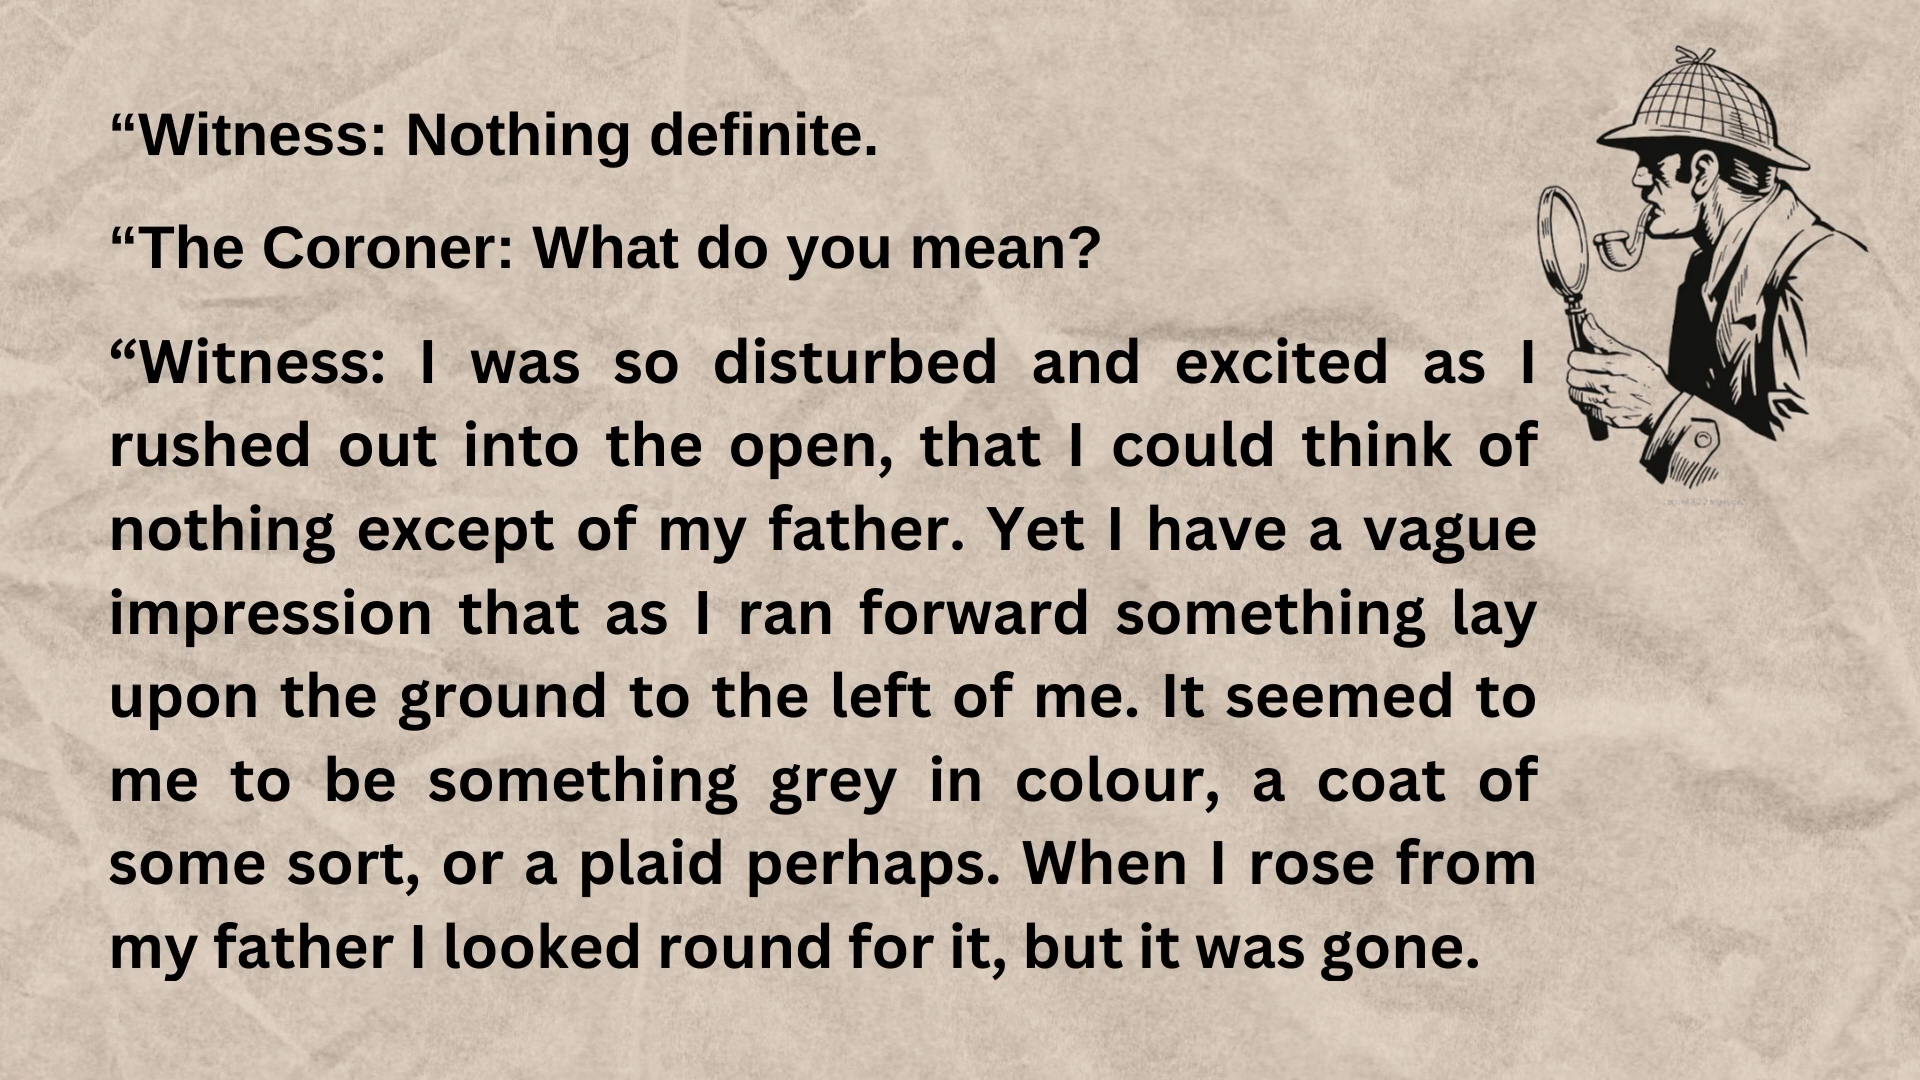 “Witness: Nothing definite.
“The Coroner: What do you mean?
“Witness: I was so disturbed and excited as I
rushed out into the open, that I could think of
nothing except of my father. Yet I have a vague
impression that as I ran forward something lay
upon the ground to the left of me. It seemed to
me to be something grey in colour, a coat of
some sort, or a plaid perhaps. When I rose from
my father I looked round for it, but it was gone.